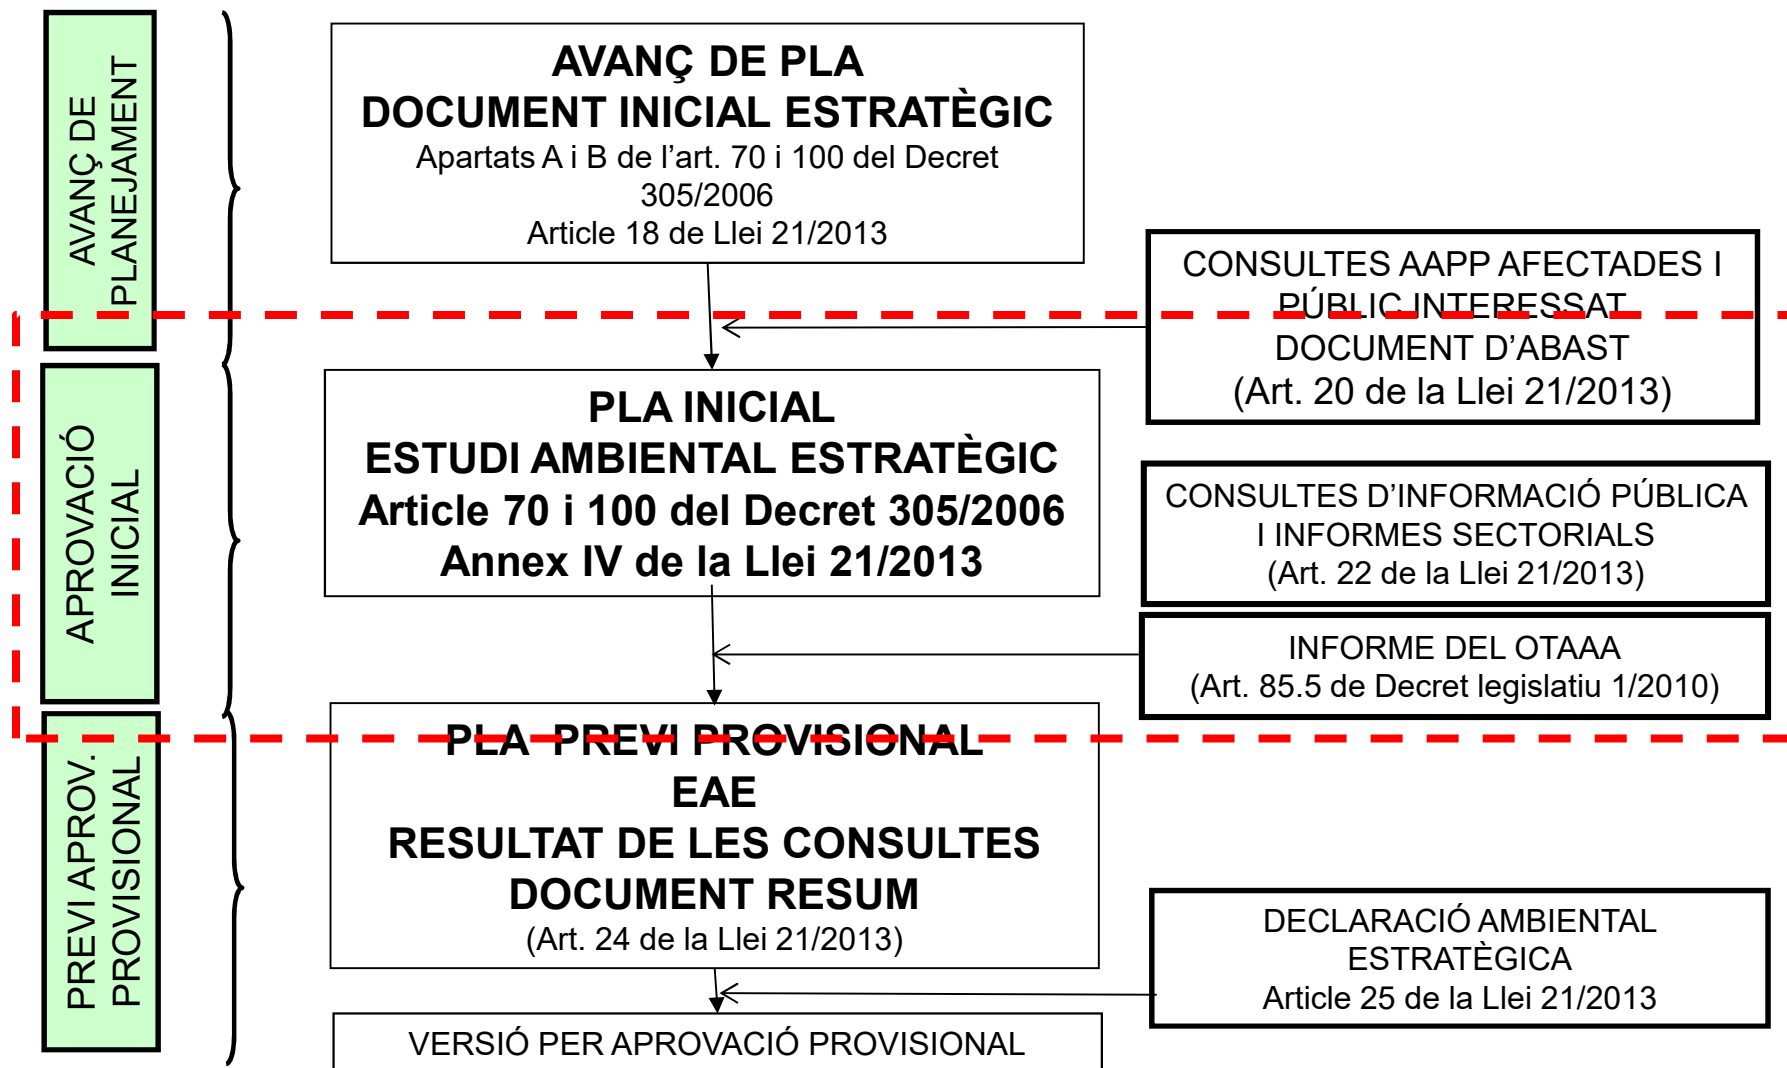 AVANÇ DE
PLANEJAMENT
AVANÇ DE PLA
DOCUMENT INICIAL ESTRATÈGIC
Apartats A i B de l’art. 70 i 100 del Decret
305/2006
Article 18 de Llei 21/2013
CONSULTES AAPP AFECTADES I
PÚBLIC INTERESSAT
DOCUMENT D’ABAST
(Art. 20 de la Llei 21/2013)
APROVACIÓ
INICIAL
PLA INICIAL
ESTUDI AMBIENTAL ESTRATÈGIC
Article 70 i 100 del Decret 305/2006
Annex IV de la Llei 21/2013
CONSULTES D’INFORMACIÓ PÚBLICA
I INFORMES SECTORIALS
(Art. 22 de la Llei 21/2013)
INFORME DEL OTAAA
(Art. 85.5 de Decret legislatiu 1/2010)
PREVI APROV.
PROVISIONAL
PLA PREVI PROVISIONAL
EAE
RESULTAT DE LES CONSULTES
DOCUMENT RESUM
(Art. 24 de la Llei 21/2013)
DECLARACIÓ AMBIENTAL
ESTRATÈGICA
Article 25 de la Llei 21/2013
VERSIÓ PER APROVACIÓ PROVISIONAL